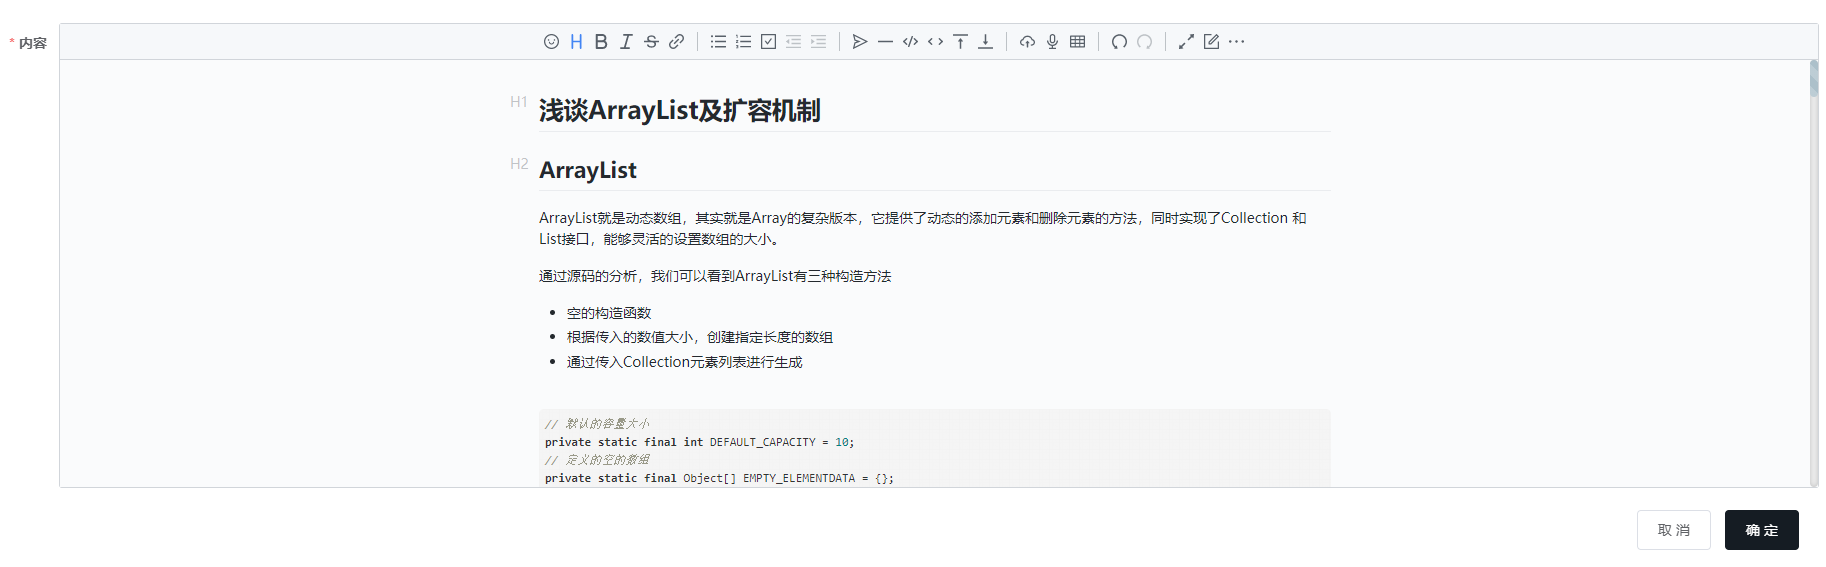 * 内容
H1 浅谈ArrayList及扩容机制
H2 ArrayList
ArrayList就是动态数组，其实就是Array的复杂版本，它提供了动态的添加元素和删除元素的方法，同时实现了Collection 和
List接口，能够灵活的设置数组的大小。
通过源码的分析，我们可以看到ArrayList有三种构造方法
• 空的构造函数
• 根据传入的数值大小，创建指定长度的数组
• 通过传入Collection元素列表进行生成
// 默认的容量大小
private static final int DEFAULT_CAPACITY = 10;
// 定义的空的数组
private static final Object[] EMPTY_ELEMENTDATA = {};
取消 确定